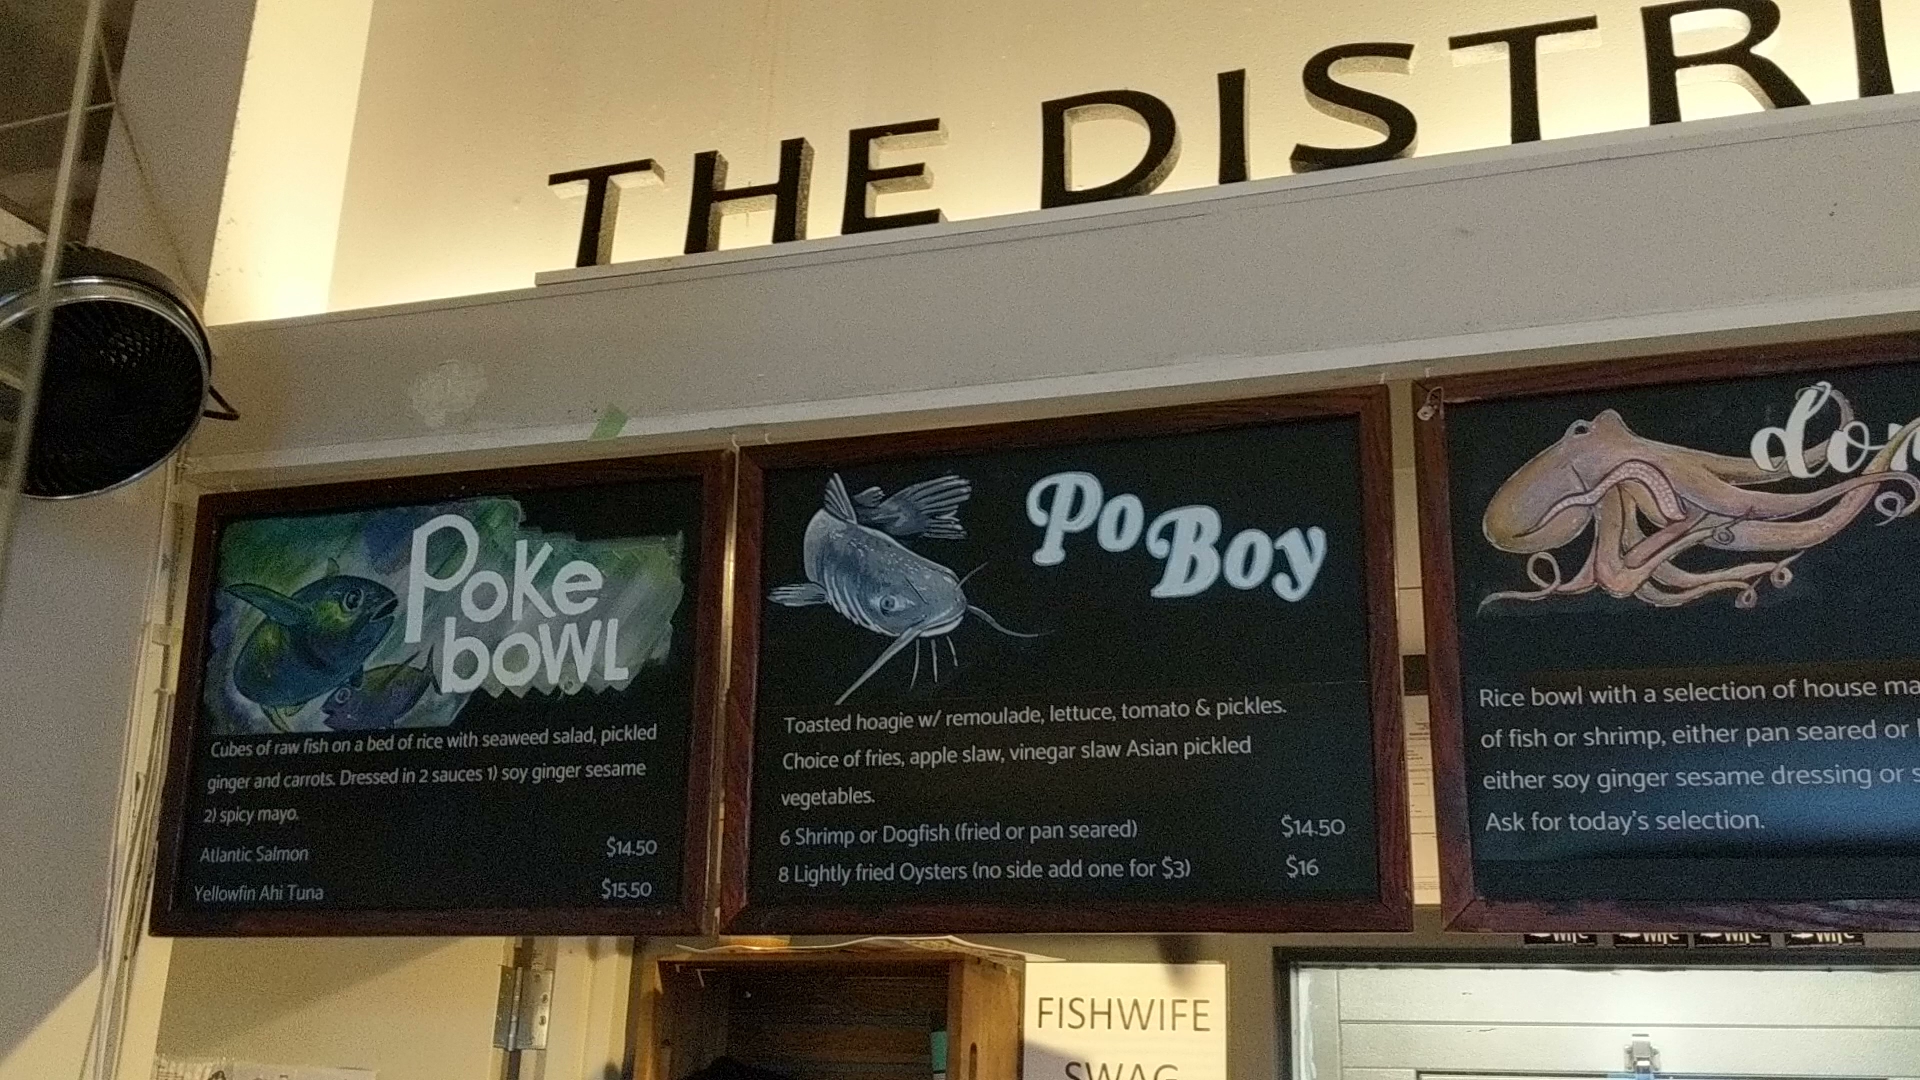 THE DISTRI
Poke
bowl
Cubes of raw fish on a bed of rice with seaweed salad, pickled
ginger and carrots. Dressed in 2 sauces 1) soy ginger sesame
2) spicy mayo.
Atlantic Salmon $14.50
Yellowfin Ahi Tuna $15.50
Po Boy
Toasted hoagie w/ remoulade, lettuce, tomato & pickles.
Choice of fries, apple slaw, vinegar slaw Asian pickled
vegetables.
6 Shrimp or Dogfish (fried or pan seared) $14.50
8 Lightly fried Oysters (no side add one for $3) $16
Rice bowl with a selection of house ma
of fish or shrimp, either pan seared or
either soy ginger sesame dressing or s
Ask for today's selection.
FISHWIFE
SWAG